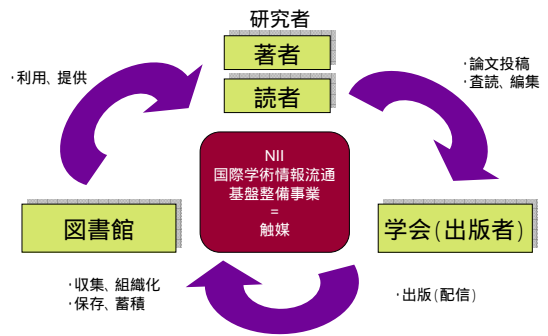 研究者
著者
読者
・利用、提供
・論文投稿
・査読、編集
NII
国際学術情報流通
基盤整備事業
=
触媒
図書館
学会(出版者)
・収集、組織化
・保存、蓄積
・出版(配信)